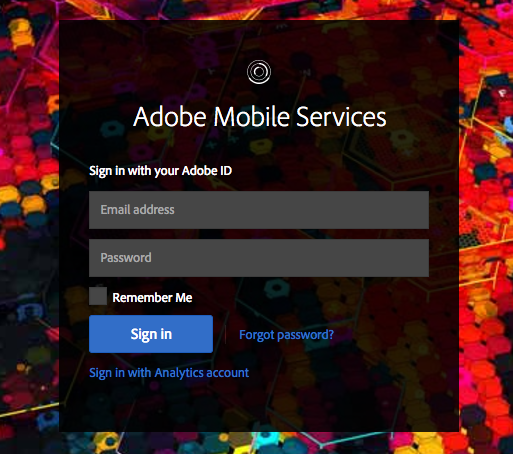 Adobe Mobile Services
Sign in with your Adobe ID
Email address
Password
Remember Me
Sign in
Forgot password?
Sign in with Analytics account